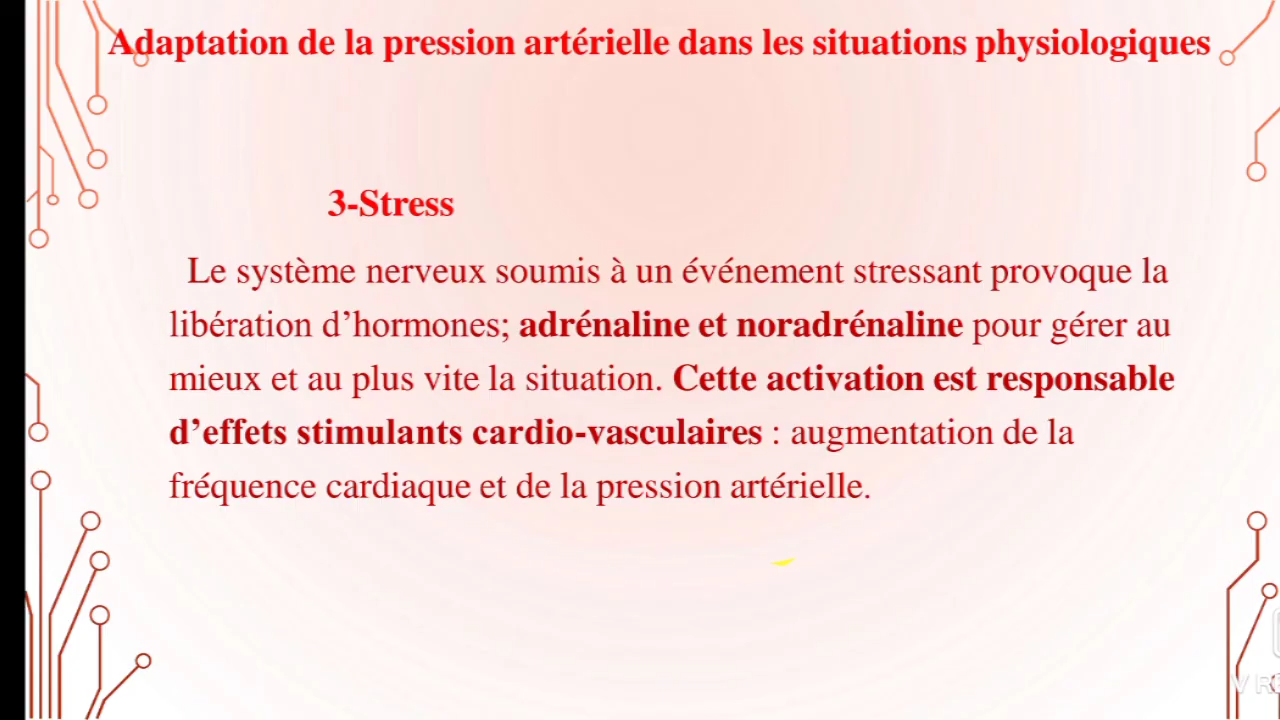 Adaptation de la pression artérielle dans les situations physiologiques
3-Stress
Le système nerveux soumis à un événement stressant provoque la
libération d’hormones; adrénaline et noradrénaline pour gérer au
mieux et au plus vite la situation. Cette activation est responsable
d’effets stimulants cardio-vasculaires : augmentation de la
fréquence cardiaque et de la pression artérielle.